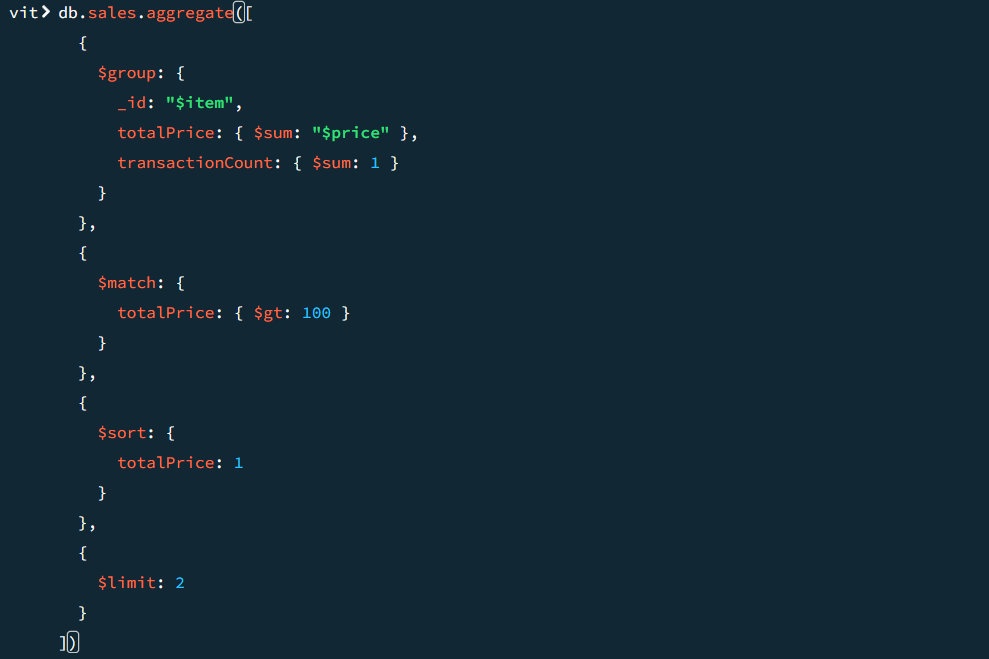 vit> db.sales.aggregate([
{
$group: {
_id: "$item",
totalPrice: { $sum: "$price" },
transactionCount: { $sum: 1 }
}
},
{
$match: {
totalPrice: { $gt: 100 }
}
},
{
$sort: {
totalPrice: 1
}
},
{
$limit: 2
}
])